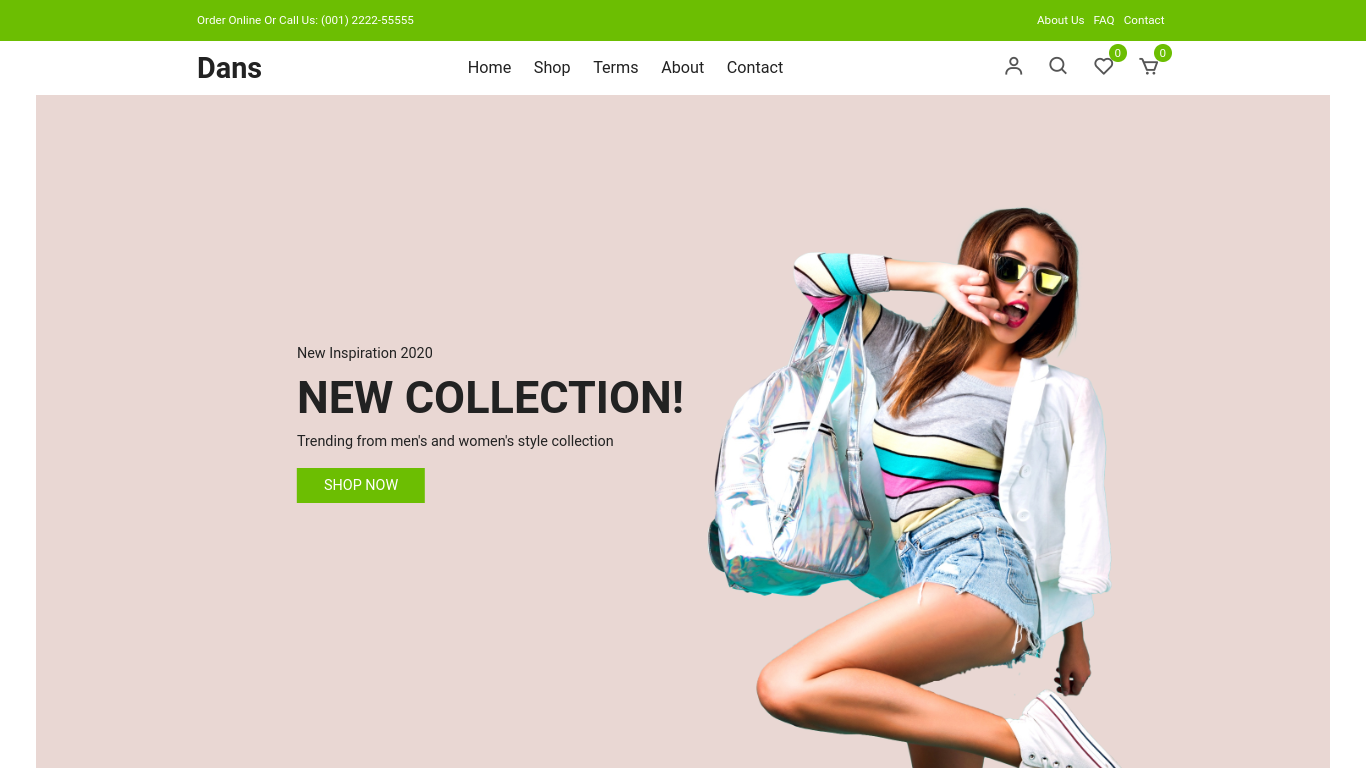 Order Online Or Call Us: (001) 2222-55555
About Us FAQ Contact
Dans
Home Shop Terms About Contact
0 0
New Inspiration 2020
NEW COLLECTION!
Trending from men's and women's style collection
SHOP NOW